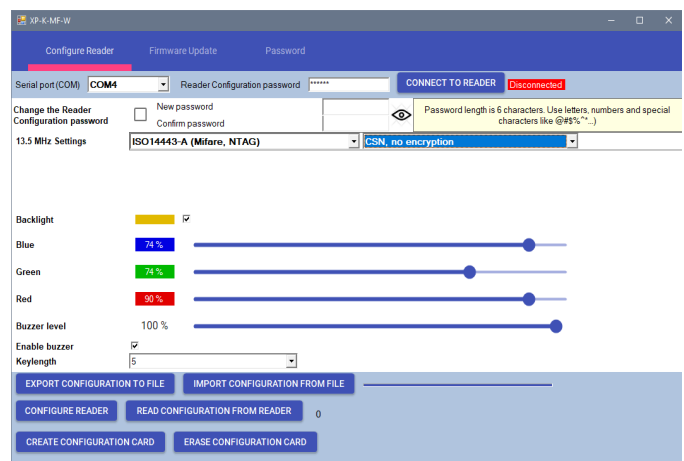 XP-K-MF-W
Configure Reader Firmware Update Password
Serial port (COM) COM4 Reader Configuration password ****** CONNECT TO READER Disconnected
Change the Reader Configuration password
New password
Confirm password
Password length is 6 characters. Use letters, numbers and special characters like @#$%^*...)
13.5 MHz Settings ISO14443-A (Mifare, NTAG) CSN, no encryption
Backlight
Blue 74 %
Green 74 %
Red 90 %
Buzzer level 100 %
Enable buzzer
Keylength 5
EXPORT CONFIGURATION TO FILE IMPORT CONFIGURATION FROM FILE
CONFIGURE READER READ CONFIGURATION FROM READER 0
CREATE CONFIGURATION CARD ERASE CONFIGURATION CARD